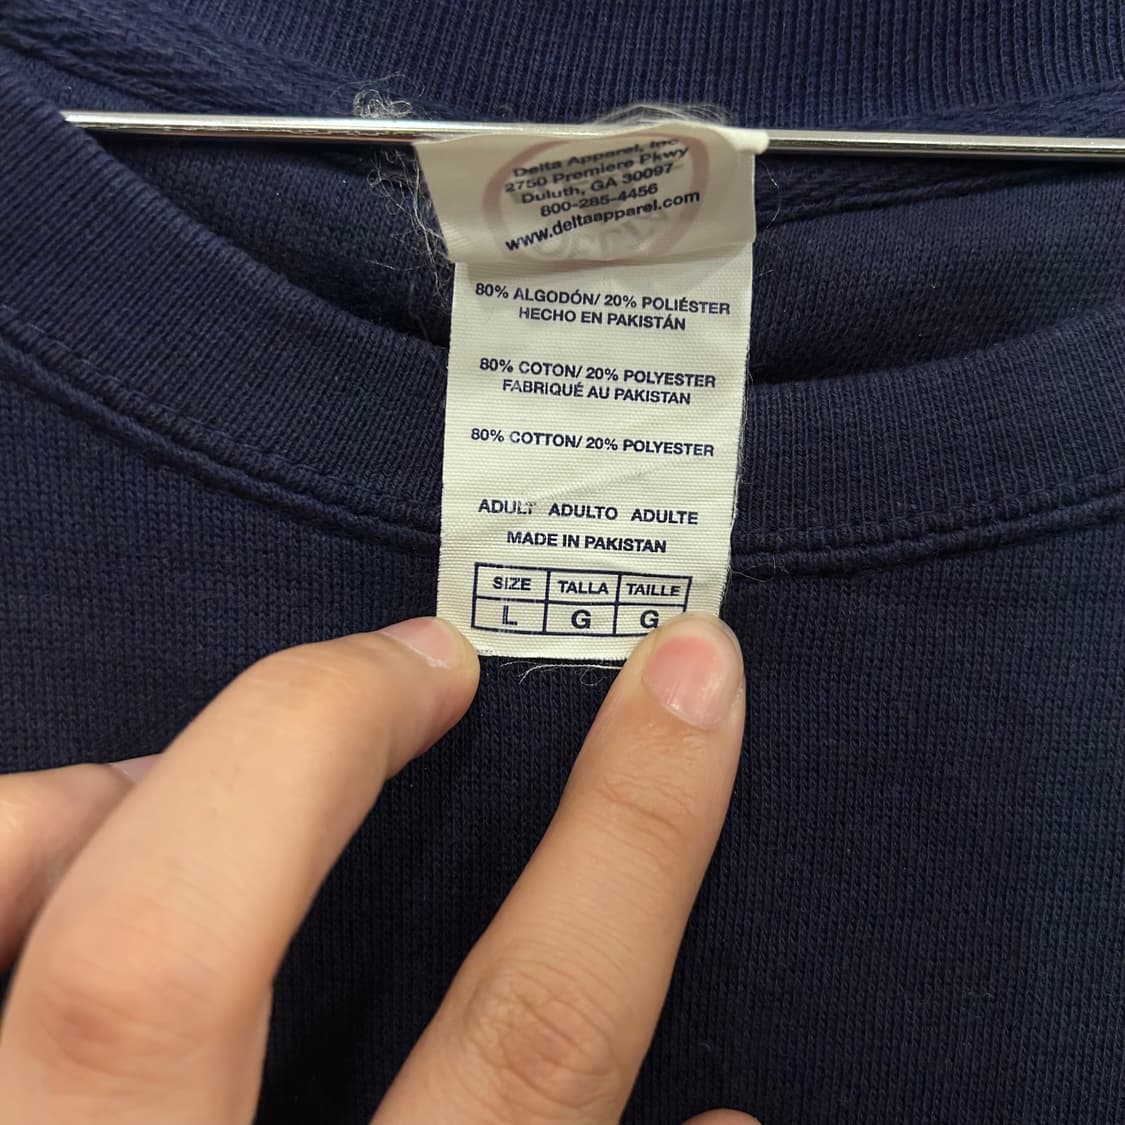 Delta Apparel, Inc.
2750 Premiere Pkwy
Duluth, GA 30097
800-285-4456
www.deltaapparel.com
80% ALGODÓN/ 20% POLIÉSTER
HECHO EN PAKISTÁN
80% COTON/ 20% POLYESTER
FABRIQUÉ AU PAKISTAN
80% COTTON/ 20% POLYESTER
ADULT ADULTO ADULTE
MADE IN PAKISTAN
SIZE TALLA TAILLE
L G G